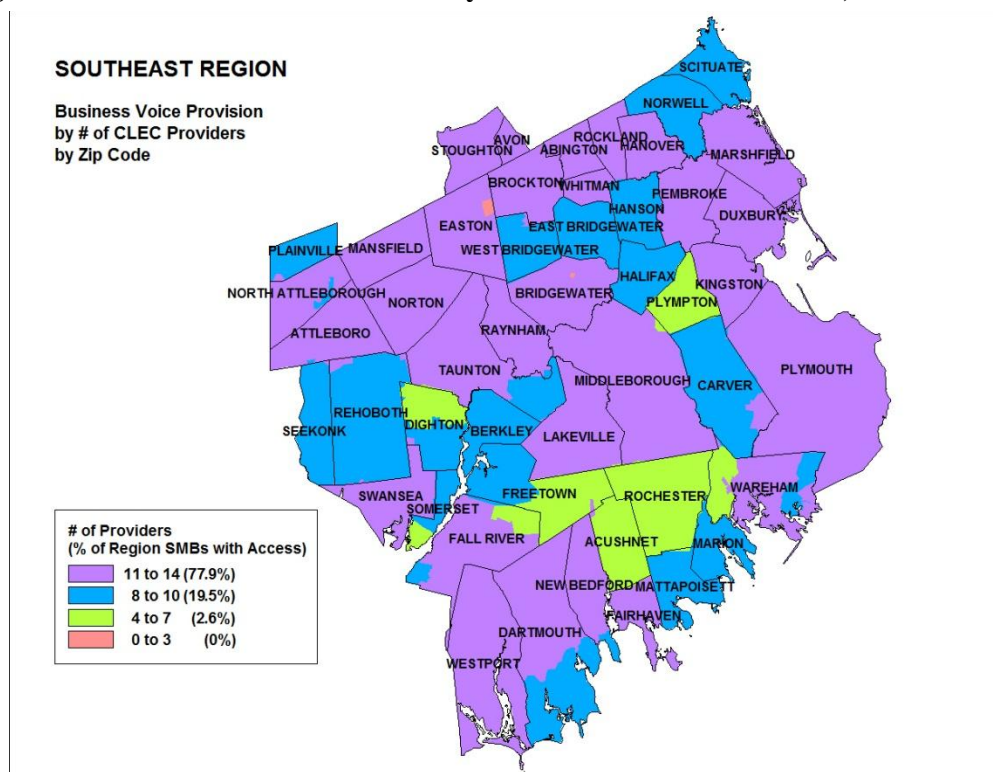 SOUTHEAST REGION
Business Voice Provision
by # of CLEC Providers
by Zip Code
SCITUATE
NORWELL
AVON
STOUGHTON
ROCKLAND
ABINGTON
HANOVER
MARSHFIELD
BROCKTON
WHITMAN
PEMBROKE
HANSON
DUXBURY
EASTON
EAST BRIDGEWATER
PLAINVILLE
MANSFIELD
WEST BRIDGEWATER
HALIFAX
KINGSTON
NORTH ATTLEBOROUGH
BRIDGEWATER
PLYMPTON
NORTON
ATTLEBORO
RAYNHAM
TAUNTON
MIDDLEBOROUGH
CARVER
PLYMOUTH
REHOBOTH
SEEKONK
DIGHTON
BERKLEY
LAKEVILLE
SWANSEA
FREETOWN
ROCHESTER
WAREHAM
SOMERSET
FALL RIVER
ACUSHNET
MARION
NEW BEDFORD
MATTAPOISETT
FAIRHAVEN
DARTMOUTH
WESTPORT
# of Providers
(% of Region SMBs with Access)
11 to 14 (77.9%)
8 to 10 (19.5%)
4 to 7 (2.6%)
0 to 3 (0%)